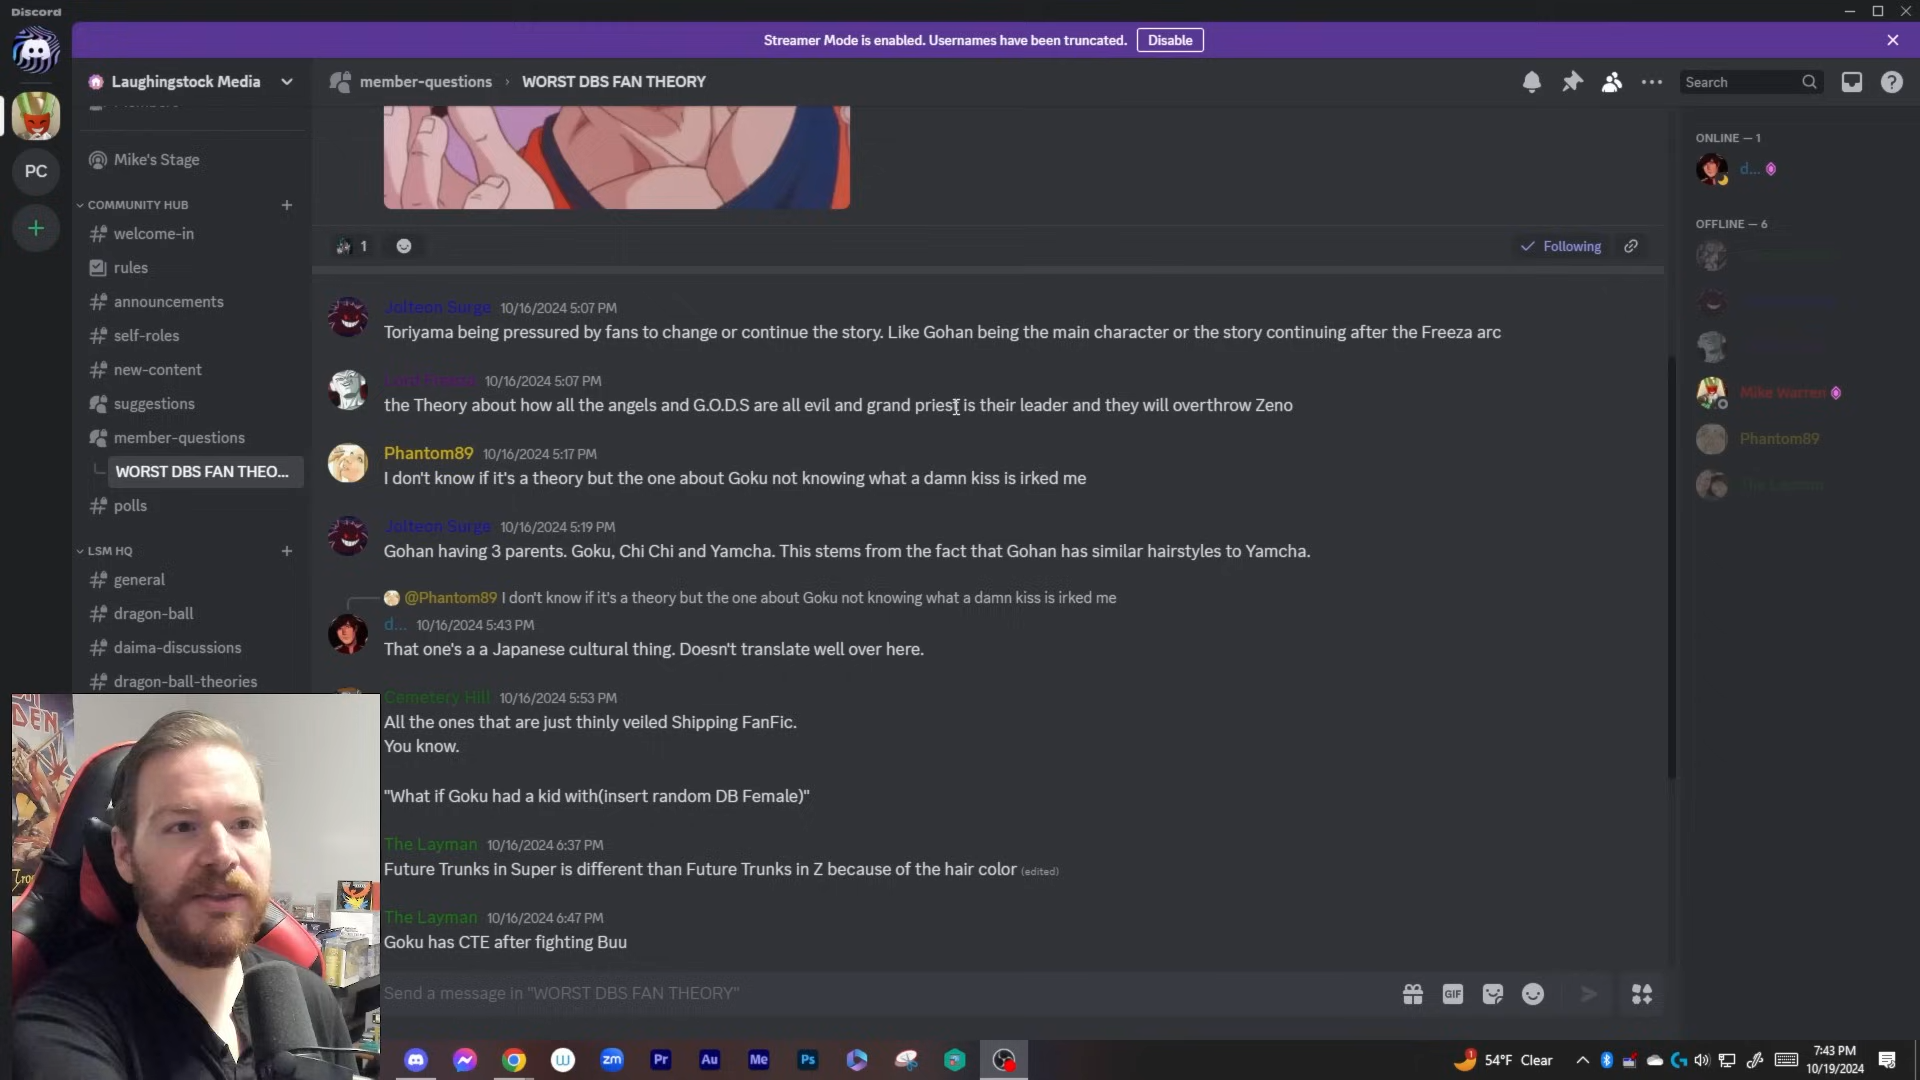 Discord
Streamer Mode is enabled. Usernames have been truncated.
Disable
Laughingstock Media
member-questions › WORST DBS FAN THEORY
Search
Members
Mike's Stage
PC
COMMUNITY HUB
welcome-in
rules
announcements
self-roles
new-content
suggestions
member-questions
WORST DBS FAN THEO...
polls
LSM HQ
general
dragon-ball
daima-discussions
dragon-ball-theories
1
Following
Jolteon Surge 10/16/2024 5:07 PM
Toriyama being pressured by fans to change or continue the story. Like Gohan being the main character or the story continuing after the Freeza arc
10/16/2024 5:07 PM
the Theory about how all the angels and G.O.D.S are all evil and grand priest is their leader and they will overthrow Zeno
Phantom89 10/16/2024 5:17 PM
I don't know if it's a theory but the one about Goku not knowing what a damn kiss is irked me
Jolteon Surge 10/16/2024 5:19 PM
Gohan having 3 parents. Goku, Chi Chi and Yamcha. This stems from the fact that Gohan has similar hairstyles to Yamcha.
@Phantom89 I don't know if it's a theory but the one about Goku not knowing what a damn kiss is irked me
d... 10/16/2024 5:43 PM
That one's a a Japanese cultural thing. Doesn't translate well over here.
Cemetery Hill 10/16/2024 5:53 PM
All the ones that are just thinly veiled Shipping FanFic.
You know.
"What if Goku had a kid with(insert random DB Female)"
The Layman 10/16/2024 6:37 PM
Future Trunks in Super is different than Future Trunks in Z because of the hair color (edited)
The Layman 10/16/2024 6:47 PM
Goku has CTE after fighting Buu
Send a message in "WORST DBS FAN THEORY"
GIF
ONLINE — 1
d...
OFFLINE — 6
Mike Warren
Phantom89
The Layman
DEN
zm
Pr
Au
Me
Ps
54°F Clear
7:43 PM
10/19/2024